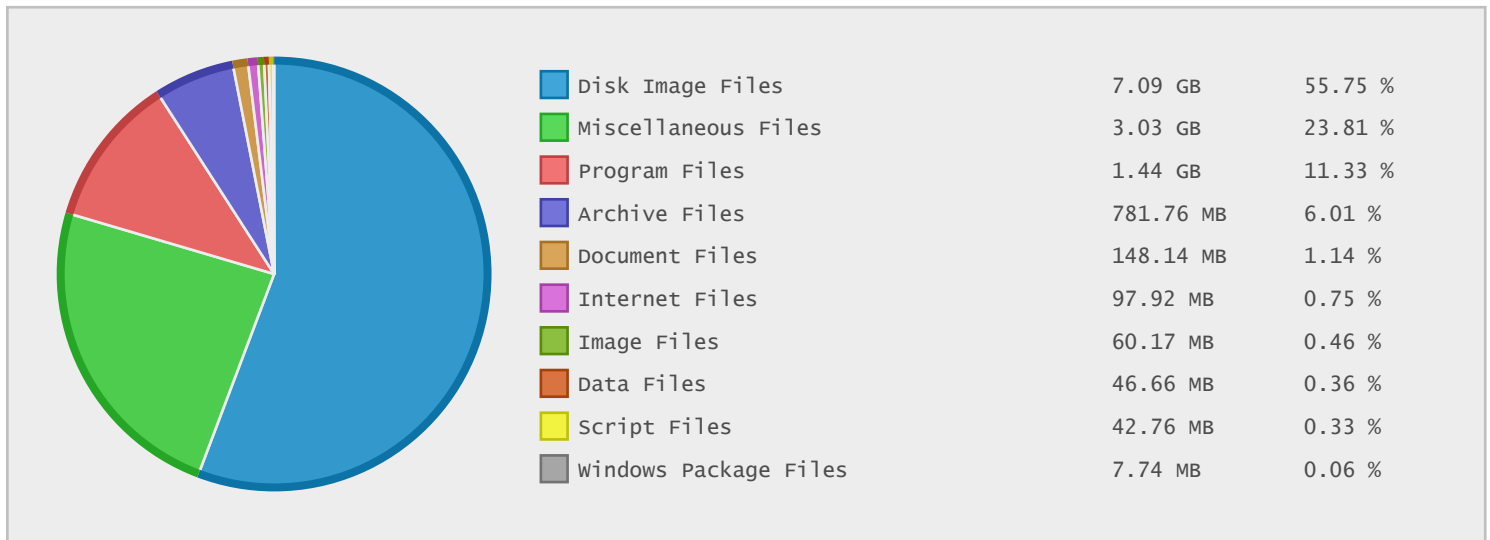 Disk Image Files 7.09 GB 55.75 %
Miscellaneous Files 3.03 GB 23.81 %
Program Files 1.44 GB 11.33 %
Archive Files 781.76 MB 6.01 %
Document Files 148.14 MB 1.14 %
Internet Files 97.92 MB 0.75 %
Image Files 60.17 MB 0.46 %
Data Files 46.66 MB 0.36 %
Script Files 42.76 MB 0.33 %
Windows Package Files 7.74 MB 0.06 %